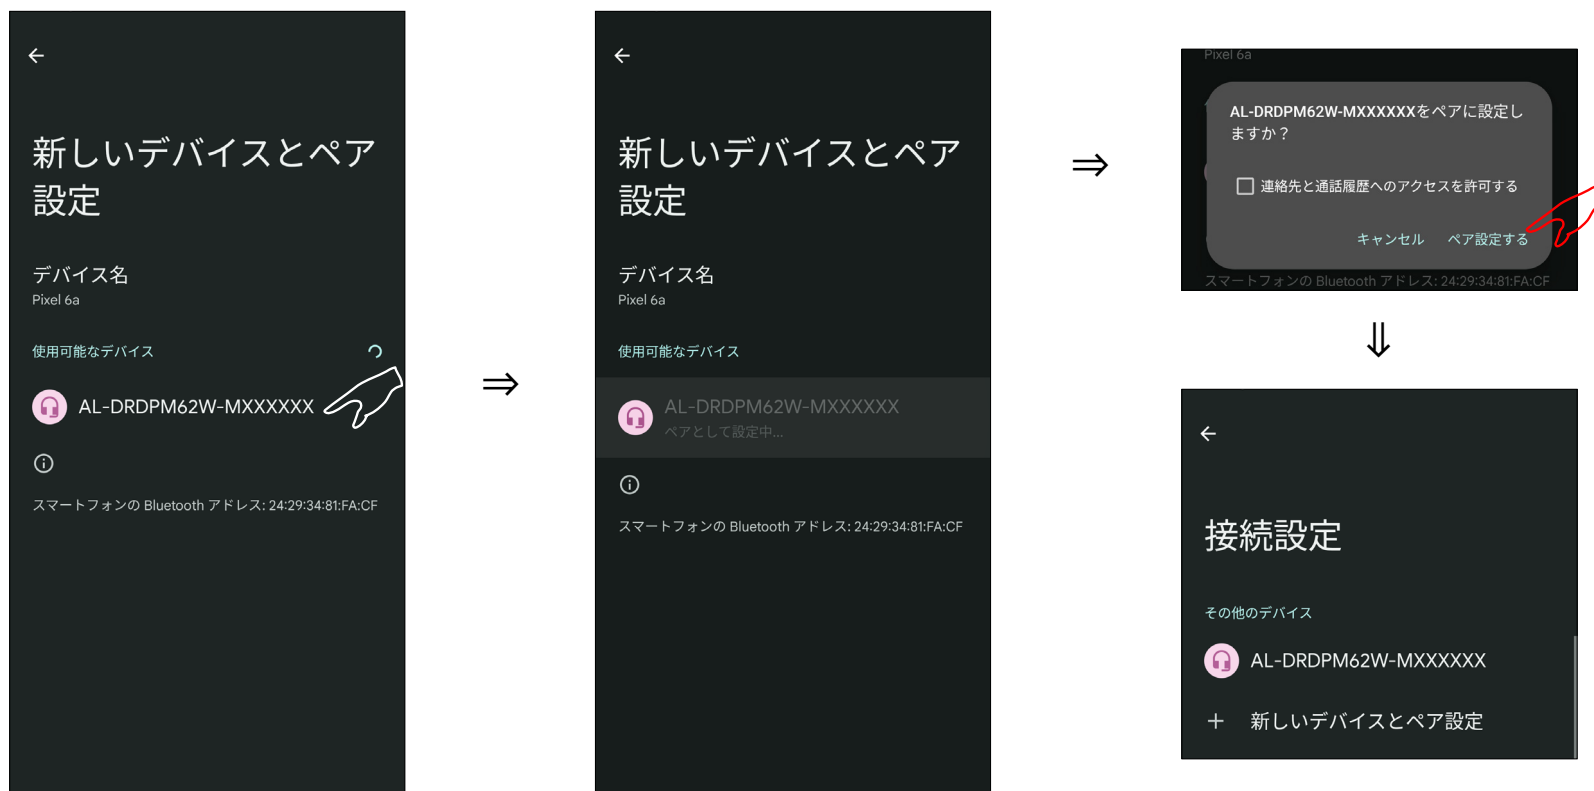 新しいデバイスとペア
設定
デバイス名
Pixel 6a
使用可能なデバイス
AL-DRDPM62W-MXXXXXX
スマートフォンの Bluetooth アドレス: 24:29:34:81:FA:CF
⇒
新しいデバイスとペア
設定
デバイス名
Pixel 6a
使用可能なデバイス
AL-DRDPM62W-MXXXXXX
ペアとして設定中...
スマートフォンの Bluetooth アドレス: 24:29:34:81:FA:CF
⇒
Pixel 6a
AL-DRDPM62W-MXXXXXXをペアに設定し
ますか？
連絡先と通話履歴へのアクセスを許可する
キャンセル ペア設定する
スマートフォンの Bluetooth アドレス: 24:29:34:81:FA:CF
⇓
接続設定
その他のデバイス
AL-DRDPM62W-MXXXXXX
+ 新しいデバイスとペア設定